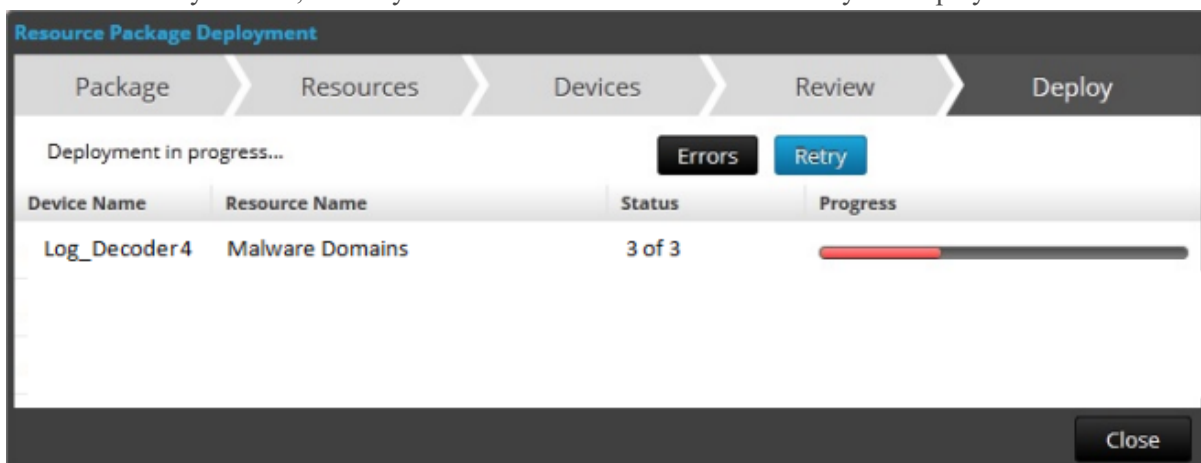 Resource Package Deployment
Package Resources Devices Review Deploy
Deployment in progress... Errors Retry
Device Name Resource Name Status Progress
Log_Decoder4 Malware Domains 3 of 3
Close